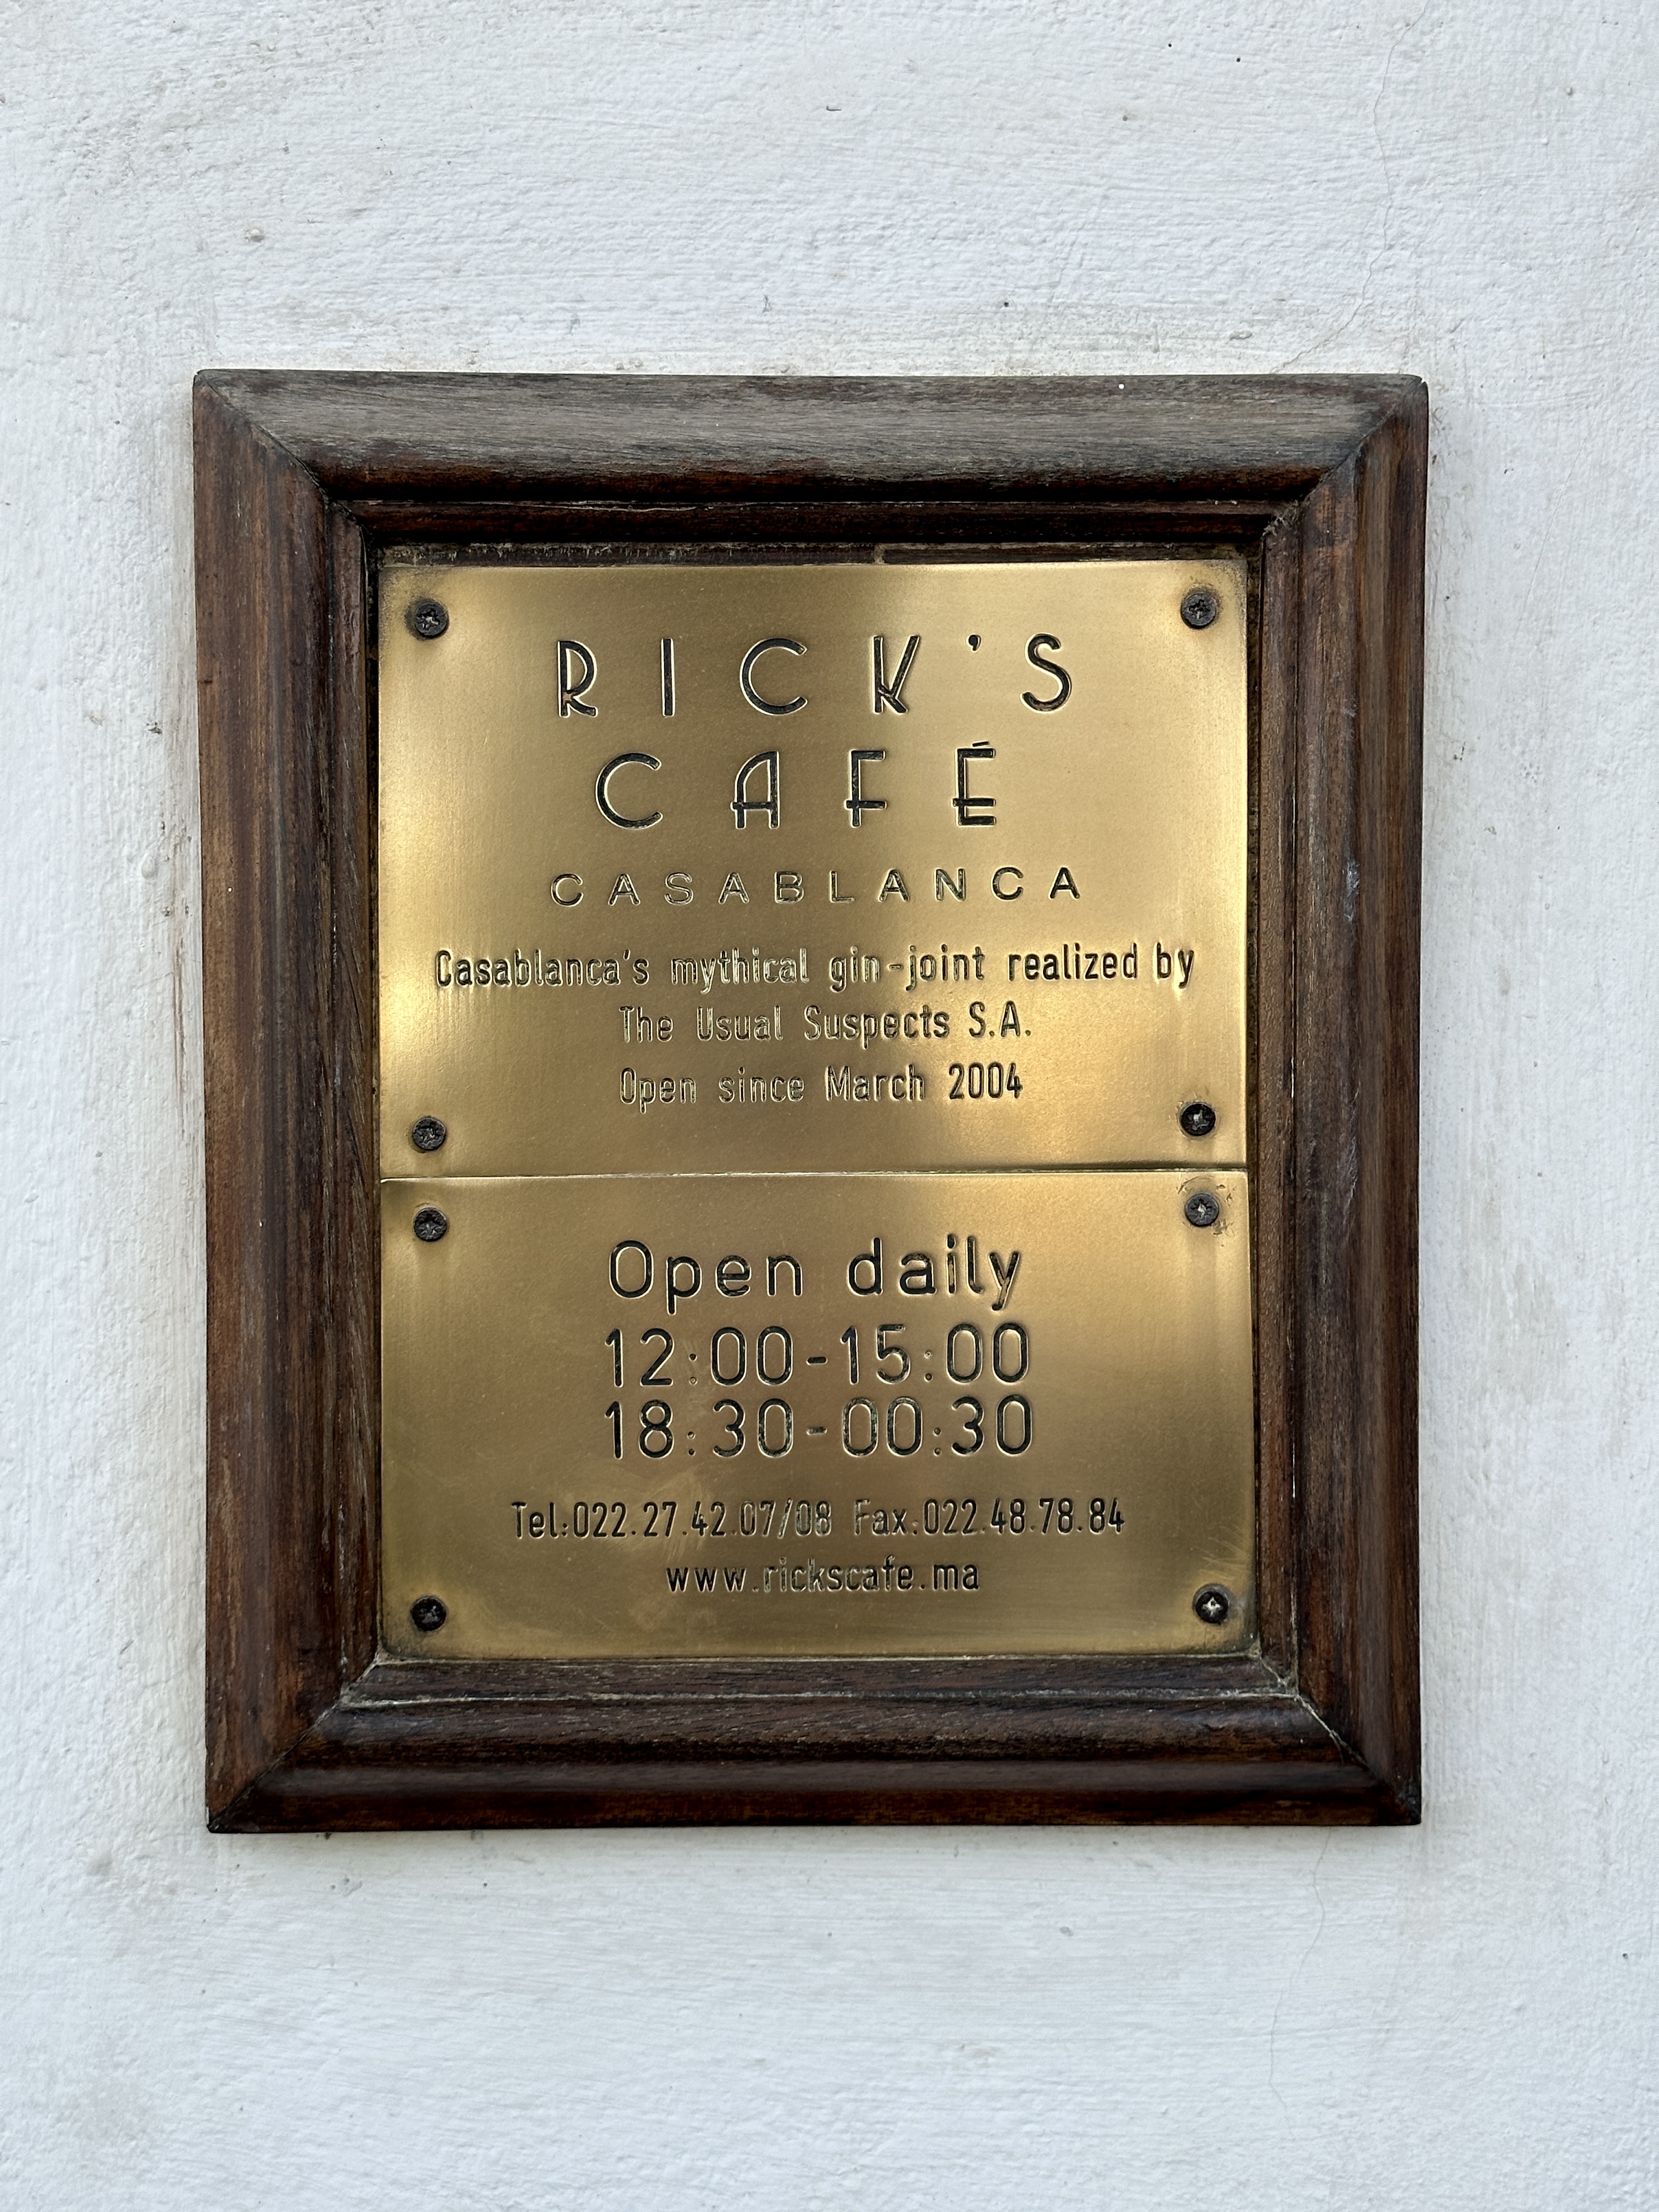 RICK'S
CAFÉ
CASABLANCA
Casablanca's mythical gin-joint realized by
The Usual Suspects S.A.
Open since March 2004
Open daily
12:00-15:00
18:30-00:30
Tel:022.27.42.07/08 Fax:022.48.78.84
www.rickscafe.ma